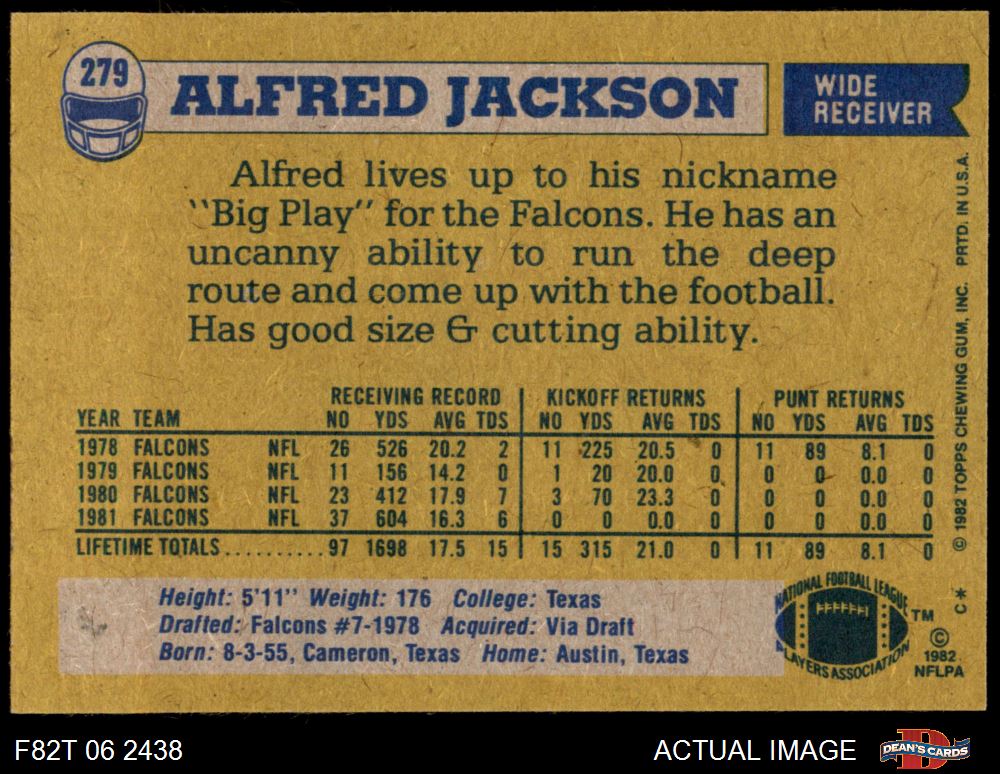 279
ALFRED JACKSON
WIDE
RECEIVER
Alfred lives up to his nickname
"Big Play" for the Falcons. He has an
uncanny ability to run the deep
route and come up with the football.
Has good size & cutting ability.
RECEIVING RECORD KICKOFF RETURNS PUNT RETURNS
YEAR TEAM NO YDS AVG TDS NO YDS AVG TDS NO YDS AVG TDS
1978 FALCONS NFL 26 526 20.2 2 11 225 20.5 0 11 89 8.1 0
1979 FALCONS NFL 11 156 14.2 0 1 20 20.0 0 0 0 0.0 0
1980 FALCONS NFL 23 412 17.9 7 3 70 23.3 0 0 0 0.0 0
1981 FALCONS NFL 37 604 16.3 6 0 0 0.0 0 0 0 0.0 0
LIFETIME TOTALS.......... 97 1698 17.5 15 15 315 21.0 0 11 89 8.1 0
Height: 5'11" Weight: 176 College: Texas
Drafted: Falcons #7-1978 Acquired: Via Draft
Born: 8-3-55, Cameron, Texas Home: Austin, Texas
NATIONAL FOOTBALL LEAGUE
PLAYERS ASSOCIATION
TM
©
1982
NFLPA
© 1982 TOPPS CHEWING GUM, INC. PRTD. IN U.S.A.
C*
F82T 06 2438
ACTUAL IMAGE
DEAN'S CARDS